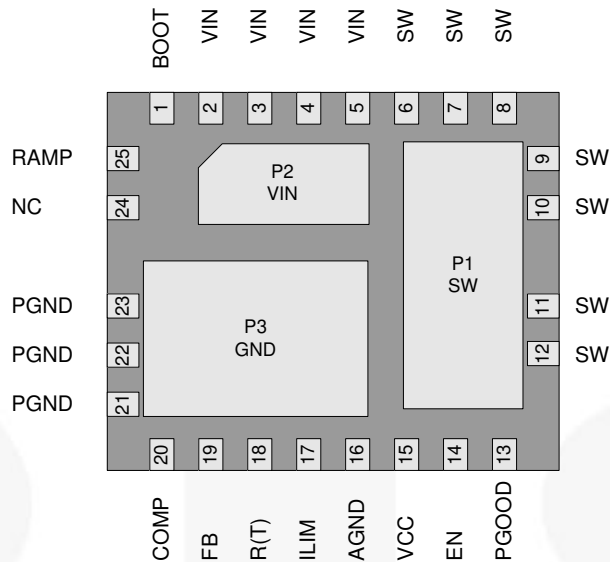 BOOT
VIN
VIN
VIN
VIN
SW
SW
SW
1
2
3
4
5
6
7
8
RAMP
25
P2
VIN
9
SW
NC
24
10
SW
P1
SW
PGND
23
P3
GND
11
SW
PGND
22
12
SW
PGND
21
20
19
18
17
16
15
14
13
COMP
FB
R(T)
ILIM
AGND
VCC
EN
PGOOD